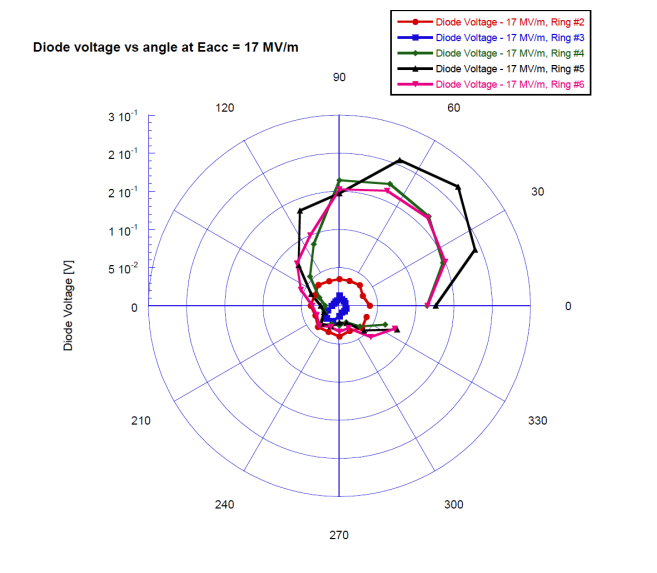 Diode voltage vs angle at Eacc = 17 MV/m
Diode Voltage - 17 MV/m, Ring #2
Diode Voltage - 17 MV/m, Ring #3
Diode Voltage - 17 MV/m, Ring #4
Diode Voltage - 17 MV/m, Ring #5
Diode Voltage - 17 MV/m, Ring #6
90
120
60
3 10⁻¹
2 10⁻¹
2 10⁻¹
30
1 10⁻¹
5 10⁻²
0
0
Diode Voltage [V]
210
330
240
300
270